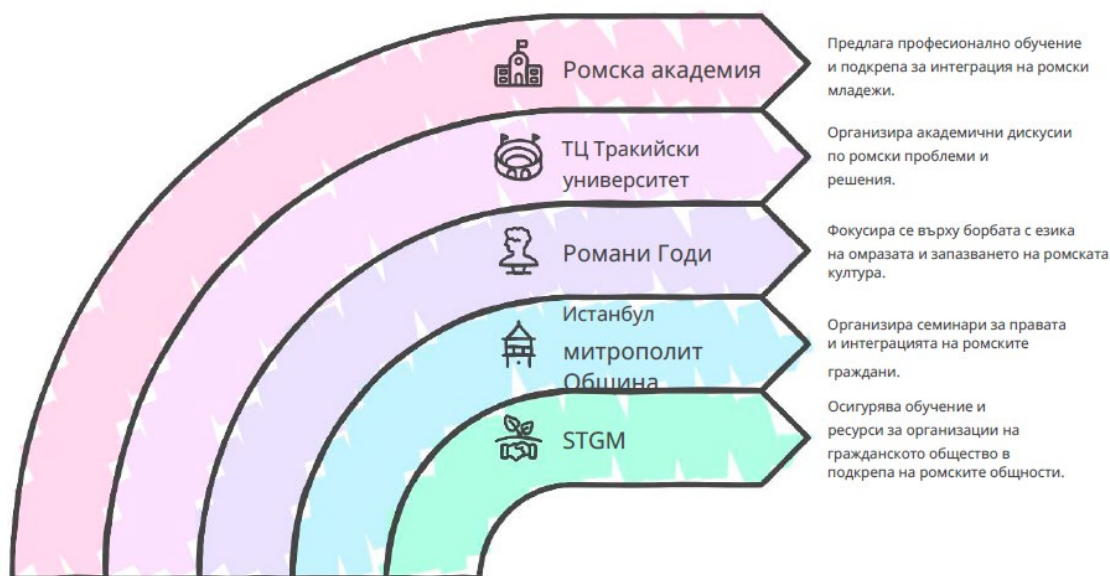 Ромска академия
Предлага професионално обучение
и подкрепа за интеграция на ромски
младежи.
ТЦ Тракийски
университет
Организира академични дискусии
по ромски проблеми и
решения.
Романи Годи
Фокусира се върху борбата с езика
на омразата и запазването на ромската
култура.
Истанбул
митрополит
Община
Организира семинари за правата
и интеграцията на ромските
граждани.
STGM
Осигурява обучение и
ресурси за организации на
гражданското общество в
подкрепа на ромските общности.